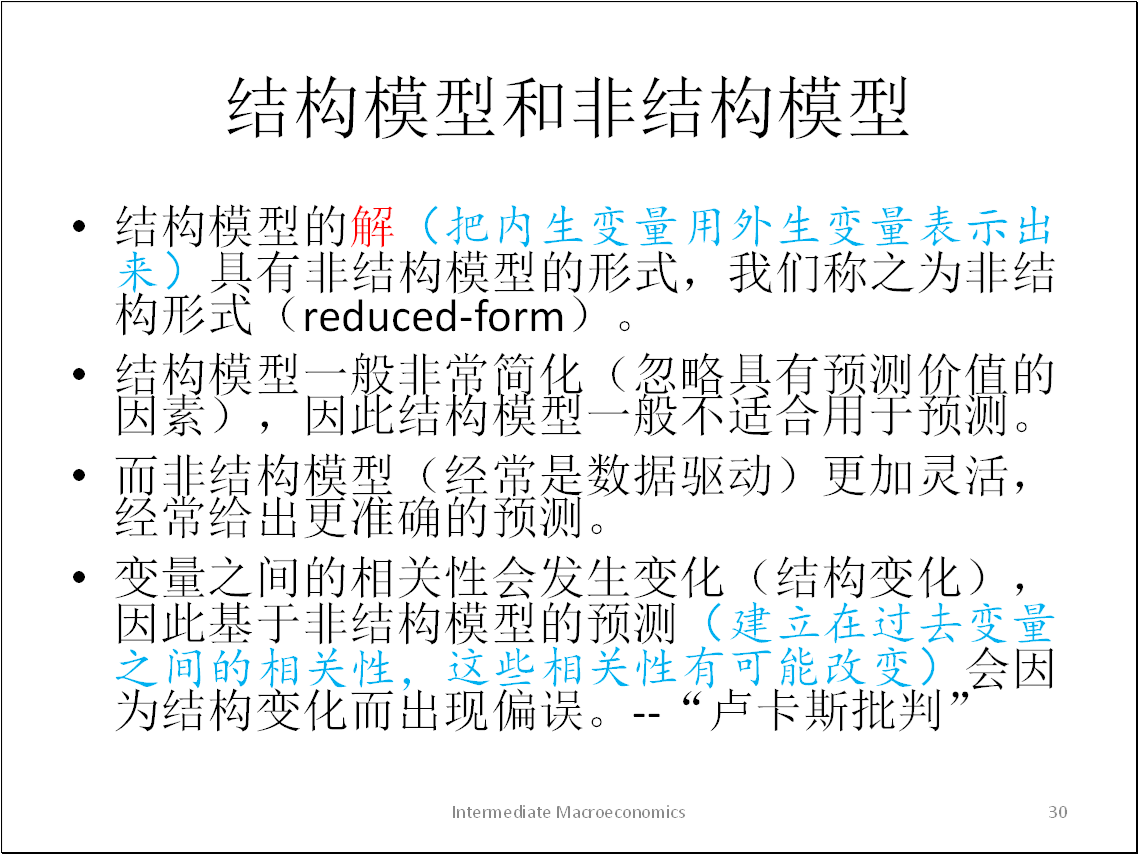 结构模型和非结构模型
• 结构模型的解（把内生变量用外生变量表示出
来）具有非结构模型的形式，我们称之为非结
构形式（reduced-form）。
• 结构模型一般非常简化（忽略具有预测价值的
因素），因此结构模型一般不适合用于预测。
• 而非结构模型（经常是数据驱动）更加灵活，
经常给出更准确的预测。
• 变量之间的相关性会发生变化（结构变化），
因此基于非结构模型的预测（建立在过去变量
之间的相关性，这些相关性有可能改变）会因
为结构变化而出现偏误。--“卢卡斯批判”
Intermediate Macroeconomics
30